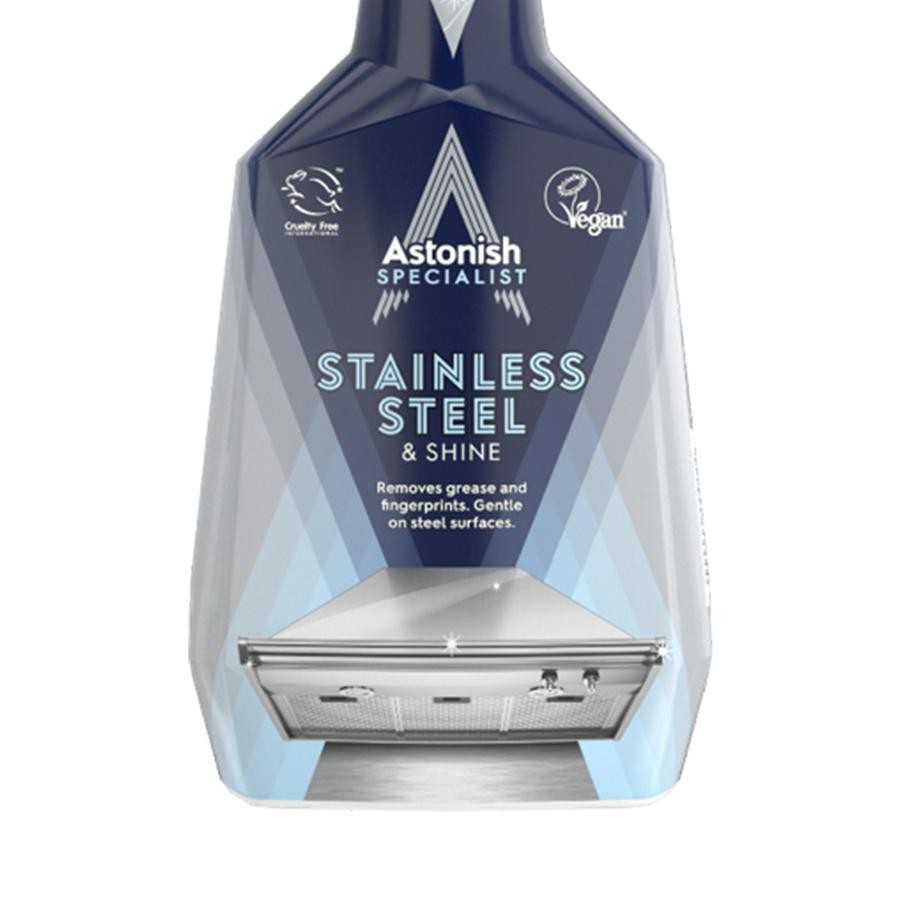 Cruelty Free
INTERNATIONAL
Vegan
Astonish
SPECIALIST
STAINLESS
STEEL
& SHINE
Removes grease and
fingerprints. Gentle
on steel surfaces.